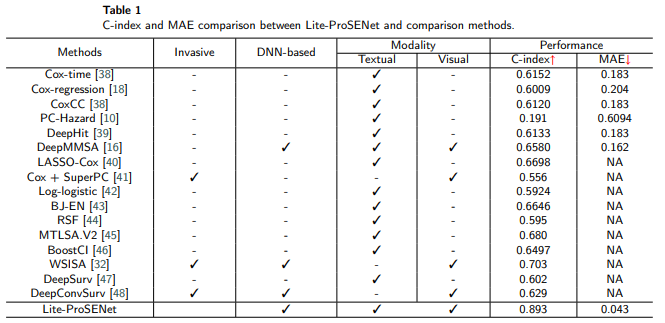 Table 1
C-index and MAE comparison between Lite-ProSENet and comparison methods.
Methods Invasive DNN-based Modality Performance
Textual Visual C-index↑ MAE↓
Cox-time [38] - - ✓ - 0.6152 0.183
Cox-regression [18] - - ✓ - 0.6009 0.204
CoxCC [38] - - ✓ - 0.6120 0.183
PC-Hazard [10] - - ✓ - 0.191 0.6094
DeepHit [39] - - ✓ - 0.6133 0.183
DeepMMSA [16] - ✓ ✓ ✓ 0.6580 0.162
LASSO-Cox [40] - - ✓ - 0.6698 NA
Cox + SuperPC [41] ✓ - - ✓ 0.556 NA
Log-logistic [42] - - ✓ - 0.5924 NA
BJ-EN [43] - - ✓ - 0.6646 NA
RSF [44] - - ✓ - 0.595 NA
MTLSA.V2 [45] - - ✓ - 0.680 NA
BoostCI [46] - - ✓ - 0.6497 NA
WSISA [32] ✓ ✓ - ✓ 0.703 NA
DeepSurv [47] - - ✓ - 0.602 NA
DeepConvSurv [48] ✓ ✓ - ✓ 0.629 NA
Lite-ProSENet ✓ ✓ ✓ 0.893 0.043